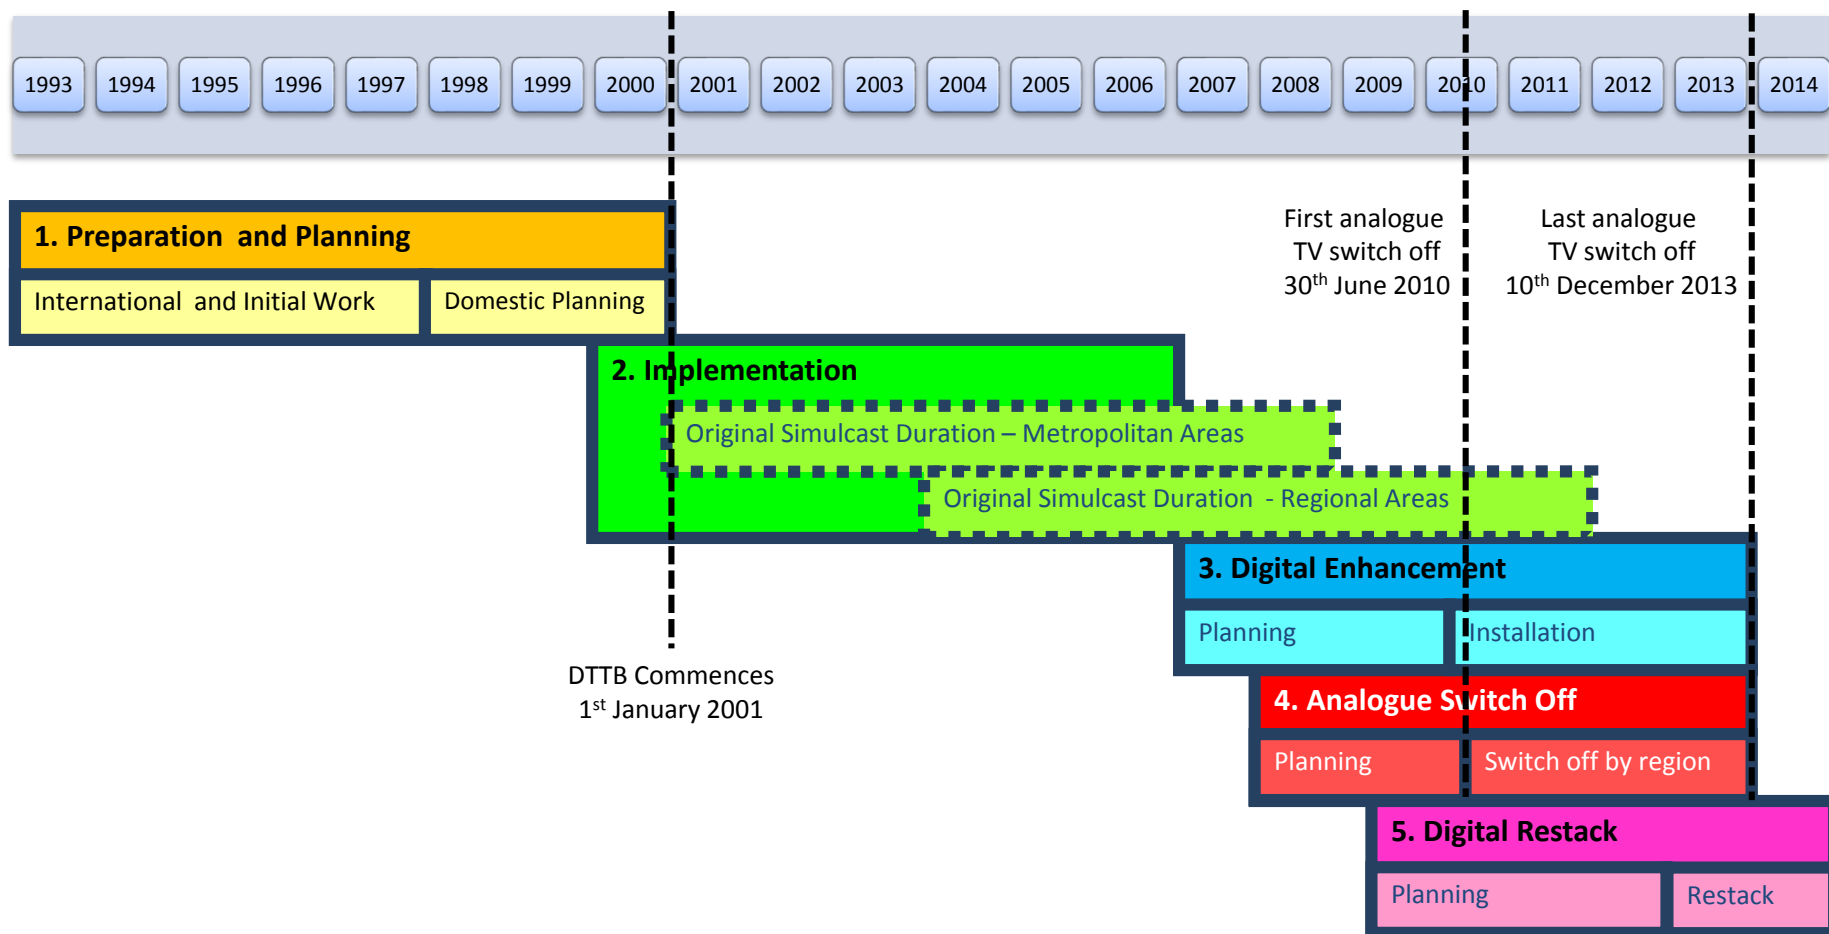 1993 1994 1995 1996 1997 1998 1999 2000 2001 2002 2003 2004 2005 2006 2007 2008 2009 2010 2011 2012 2013 2014
First analogue
TV switch off
30th June 2010
Last analogue
TV switch off
10th December 2013
1. Preparation and Planning
International and Initial Work
Domestic Planning
2. Implementation
Original Simulcast Duration – Metropolitan Areas
Original Simulcast Duration - Regional Areas
3. Digital Enhancement
Planning
Installation
DTTB Commences
1st January 2001
4. Analogue Switch Off
Planning
Switch off by region
5. Digital Restack
Planning
Restack